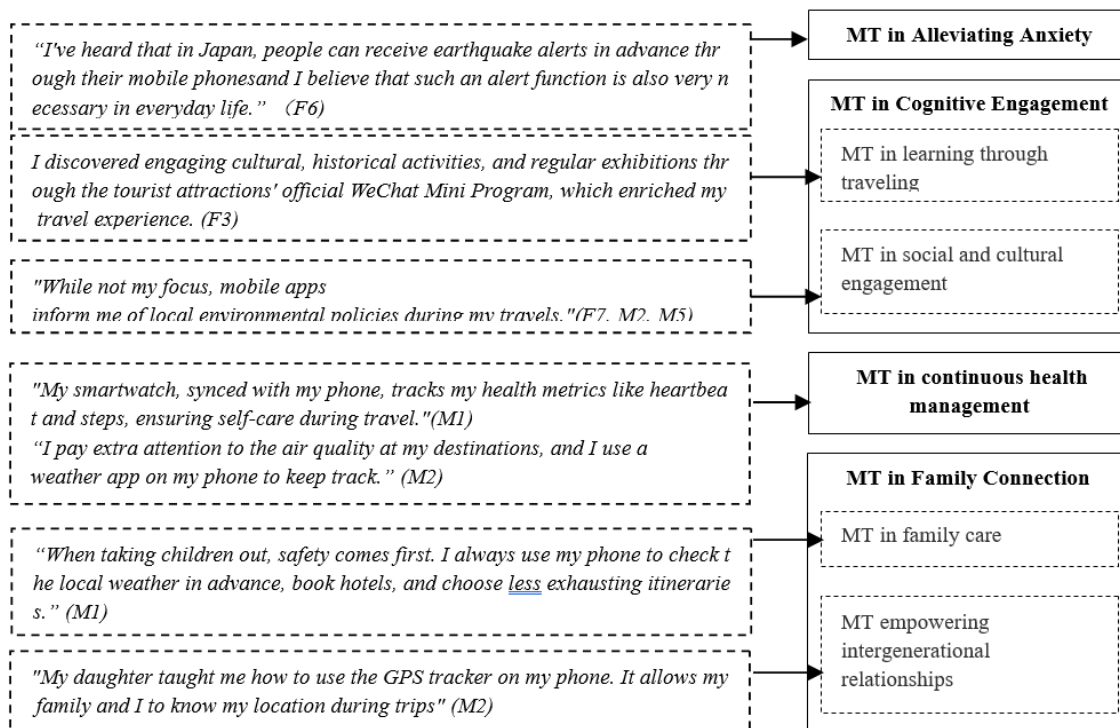 “I've heard that in Japan, people can receive earthquake alerts in advance thr
ough their mobile phonesand I believe that such an alert function is also very n
ecessary in everyday life.” (F6)
MT in Alleviating Anxiety
MT in Cognitive Engagement
I discovered engaging cultural, historical activities, and regular exhibitions thr
ough the tourist attractions' official WeChat Mini Program, which enriched my
travel experience. (F3)
MT in learning through
traveling
"While not my focus, mobile apps
inform me of local environmental policies during my travels."(F7, M2, M5)
MT in social and cultural
engagement
"My smartwatch, synced with my phone, tracks my health metrics like heartbea
t and steps, ensuring self-care during travel."(M1)
“I pay extra attention to the air quality at my destinations, and I use a
weather app on my phone to keep track.” (M2)
MT in continuous health
management
MT in Family Connection
“When taking children out, safety comes first. I always use my phone to check t
he local weather in advance, book hotels, and choose less exhausting itinerarie
s.” (M1)
MT in family care
"My daughter taught me how to use the GPS tracker on my phone. It allows my
family and I to know my location during trips" (M2)
MT empowering
intergenerational
relationships